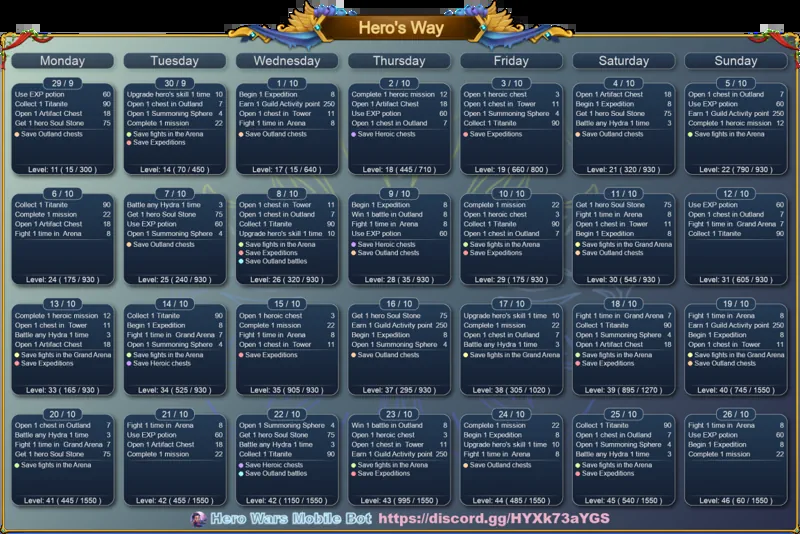 Hero's Way
Monday Tuesday Wednesday Thursday Friday Saturday Sunday
29 / 9
Use EXP potion 60
Collect 1 Titanite 90
Open 1 Artifact Chest 18
Get 1 hero Soul Stone 75
Save Outland chests
Level: 11 ( 15 / 300 )
30 / 9
Upgrade hero's skill 1 time 10
Open 1 chest in Outland 7
Open 1 Summoning Sphere 4
Complete 1 mission 22
Save fights in the Arena
Save Expeditions
Level: 14 ( 70 / 450 )
1 / 10
Begin 1 Expedition 8
Earn 1 Guild Activity point 250
Open 1 chest in Tower 11
Fight 1 time in Arena 8
Save Outland chests
Level: 17 ( 15 / 640 )
2 / 10
Complete 1 heroic mission 12
Open 1 Artifact Chest 18
Use EXP potion 60
Open 1 chest in Outland 7
Save Heroic chests
Level: 18 ( 445 / 710 )
3 / 10
Open 1 heroic chest 3
Open 1 chest in Tower 11
Open 1 Summoning Sphere 4
Collect 1 Titanite 90
Save Expeditions
Level: 19 ( 660 / 800 )
4 / 10
Open 1 Artifact Chest 18
Begin 1 Expedition 8
Get 1 hero Soul Stone 75
Battle any Hydra 1 time 3
Save Outland chests
Level: 21 ( 320 / 930 )
5 / 10
Open 1 chest in Outland 7
Use EXP potion 60
Earn 1 Guild Activity point 250
Complete 1 heroic mission 12
Save fights in the Arena
Level: 22 ( 790 / 930 )
6 / 10
Collect 1 Titanite 90
Complete 1 mission 22
Open 1 Artifact Chest 18
Fight 1 time in Arena 8
Level: 24 ( 175 / 930 )
7 / 10
Battle any Hydra 1 time 3
Get 1 hero Soul Stone 75
Use EXP potion 60
Open 1 Summoning Sphere 4
Save Outland chests
Level: 25 ( 240 / 930 )
8 / 10
Open 1 chest in Tower 11
Open 1 chest in Outland 7
Collect 1 Titanite 90
Upgrade hero's skill 1 time 10
Save fights in the Arena
Save Expeditions
Save Outland battles
Level: 26 ( 320 / 930 )
9 / 10
Begin 1 Expedition 8
Win 1 battle in Outland 8
Fight 1 time in Arena 8
Use EXP potion 60
Save Heroic chests
Save Outland chests
Level: 28 ( 35 / 930 )
10 / 10
Complete 1 mission 22
Open 1 heroic chest 3
Collect 1 Titanite 90
Open 1 chest in Outland 7
Save fights in the Arena
Save Expeditions
Level: 29 ( 175 / 930 )
11 / 10
Get 1 hero Soul Stone 75
Fight 1 time in Arena 8
Open 1 chest in Tower 11
Begin 1 Expedition 8
Save fights in the Grand Arena
Save Outland chests
Level: 30 ( 545 / 930 )
12 / 10
Use EXP potion 60
Open 1 chest in Outland 7
Fight 1 time in Grand Arena 7
Collect 1 Titanite 90
Level: 31 ( 605 / 930 )
13 / 10
Complete 1 heroic mission 12
Open 1 chest in Tower 11
Battle any Hydra 1 time 3
Open 1 Artifact Chest 18
Save fights in the Grand Arena
Save Expeditions
Level: 33 ( 165 / 930 )
14 / 10
Collect 1 Titanite 90
Begin 1 Expedition 8
Fight 1 time in Grand Arena 7
Open 1 Summoning Sphere 4
Save fights in the Arena
Save Heroic chests
Level: 34 ( 525 / 930 )
15 / 10
Open 1 heroic chest 3
Complete 1 mission 22
Fight 1 time in Arena 8
Open 1 chest in Tower 11
Save Expeditions
Level: 35 ( 905 / 930 )
16 / 10
Get 1 hero Soul Stone 75
Earn 1 Guild Activity point 250
Begin 1 Expedition 8
Open 1 Summoning Sphere 4
Save Outland chests
Level: 37 ( 295 / 930 )
17 / 10
Upgrade hero's skill 1 time 10
Complete 1 mission 22
Open 1 chest in Outland 7
Battle any Hydra 1 time 3
Save fights in the Grand Arena
Level: 38 ( 305 / 1020 )
18 / 10
Fight 1 time in Grand Arena 7
Collect 1 Titanite 90
Open 1 Summoning Sphere 4
Open 1 Artifact Chest 18
Save fights in the Arena
Save Expeditions
Level: 39 ( 895 / 1270 )
19 / 10
Fight 1 time in Arena 8
Earn 1 Guild Activity point 250
Begin 1 Expedition 8
Open 1 chest in Tower 11
Save fights in the Grand Arena
Save Outland chests
Level: 40 ( 745 / 1550 )
20 / 10
Open 1 chest in Outland 7
Battle any Hydra 1 time 3
Fight 1 time in Grand Arena 7
Get 1 hero Soul Stone 75
Save fights in the Arena
Level: 41 ( 445 / 1550 )
21 / 10
Fight 1 time in Arena 8
Use EXP potion 60
Open 1 Artifact Chest 18
Complete 1 mission 22
Level: 42 ( 455 / 1550 )
22 / 10
Open 1 Summoning Sphere 4
Get 1 hero Soul Stone 75
Battle any Hydra 1 time 3
Collect 1 Titanite 90
Save Heroic chests
Save Outland battles
Level: 42 ( 1150 / 1550 )
23 / 10
Win 1 battle in Outland 8
Open 1 heroic chest 3
Open 1 chest in Tower 11
Earn 1 Guild Activity point 250
Save fights in the Arena
Save Expeditions
Level: 43 ( 995 / 1550 )
24 / 10
Complete 1 mission 22
Begin 1 Expedition 8
Upgrade hero's skill 1 time 10
Fight 1 time in Arena 8
Save Outland chests
Level: 44 ( 485 / 1550 )
25 / 10
Collect 1 Titanite 90
Open 1 chest in Outland 7
Open 1 Summoning Sphere 4
Complete 1 mission 22
Save fights in the Arena
Save Expeditions
Level: 45 ( 540 / 1550 )
26 / 10
Fight 1 time in Arena 8
Use EXP potion 60
Begin 1 Expedition 8
Complete 1 mission 22
Level: 46 ( 60 / 1550 )
Hero Wars Mobile Bot https://discord.gg/HYXk73aYGS